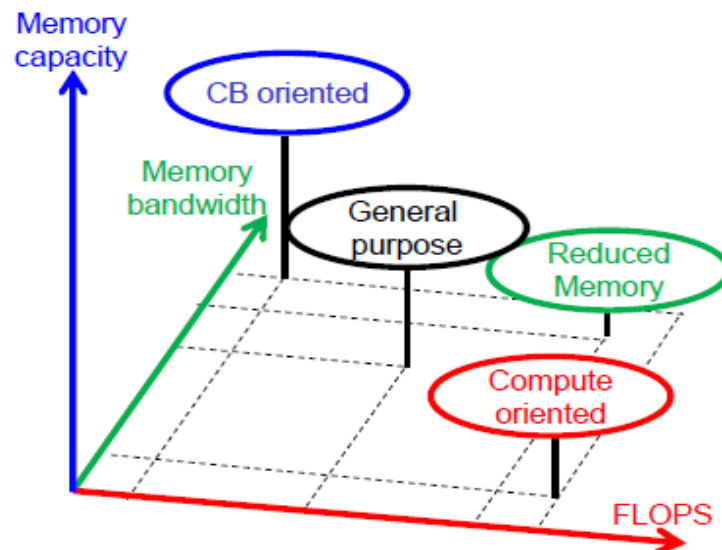 Memory
capacity
CB oriented
Memory
bandwidth
General
purpose
Reduced
Memory
Compute
oriented
FLOPS